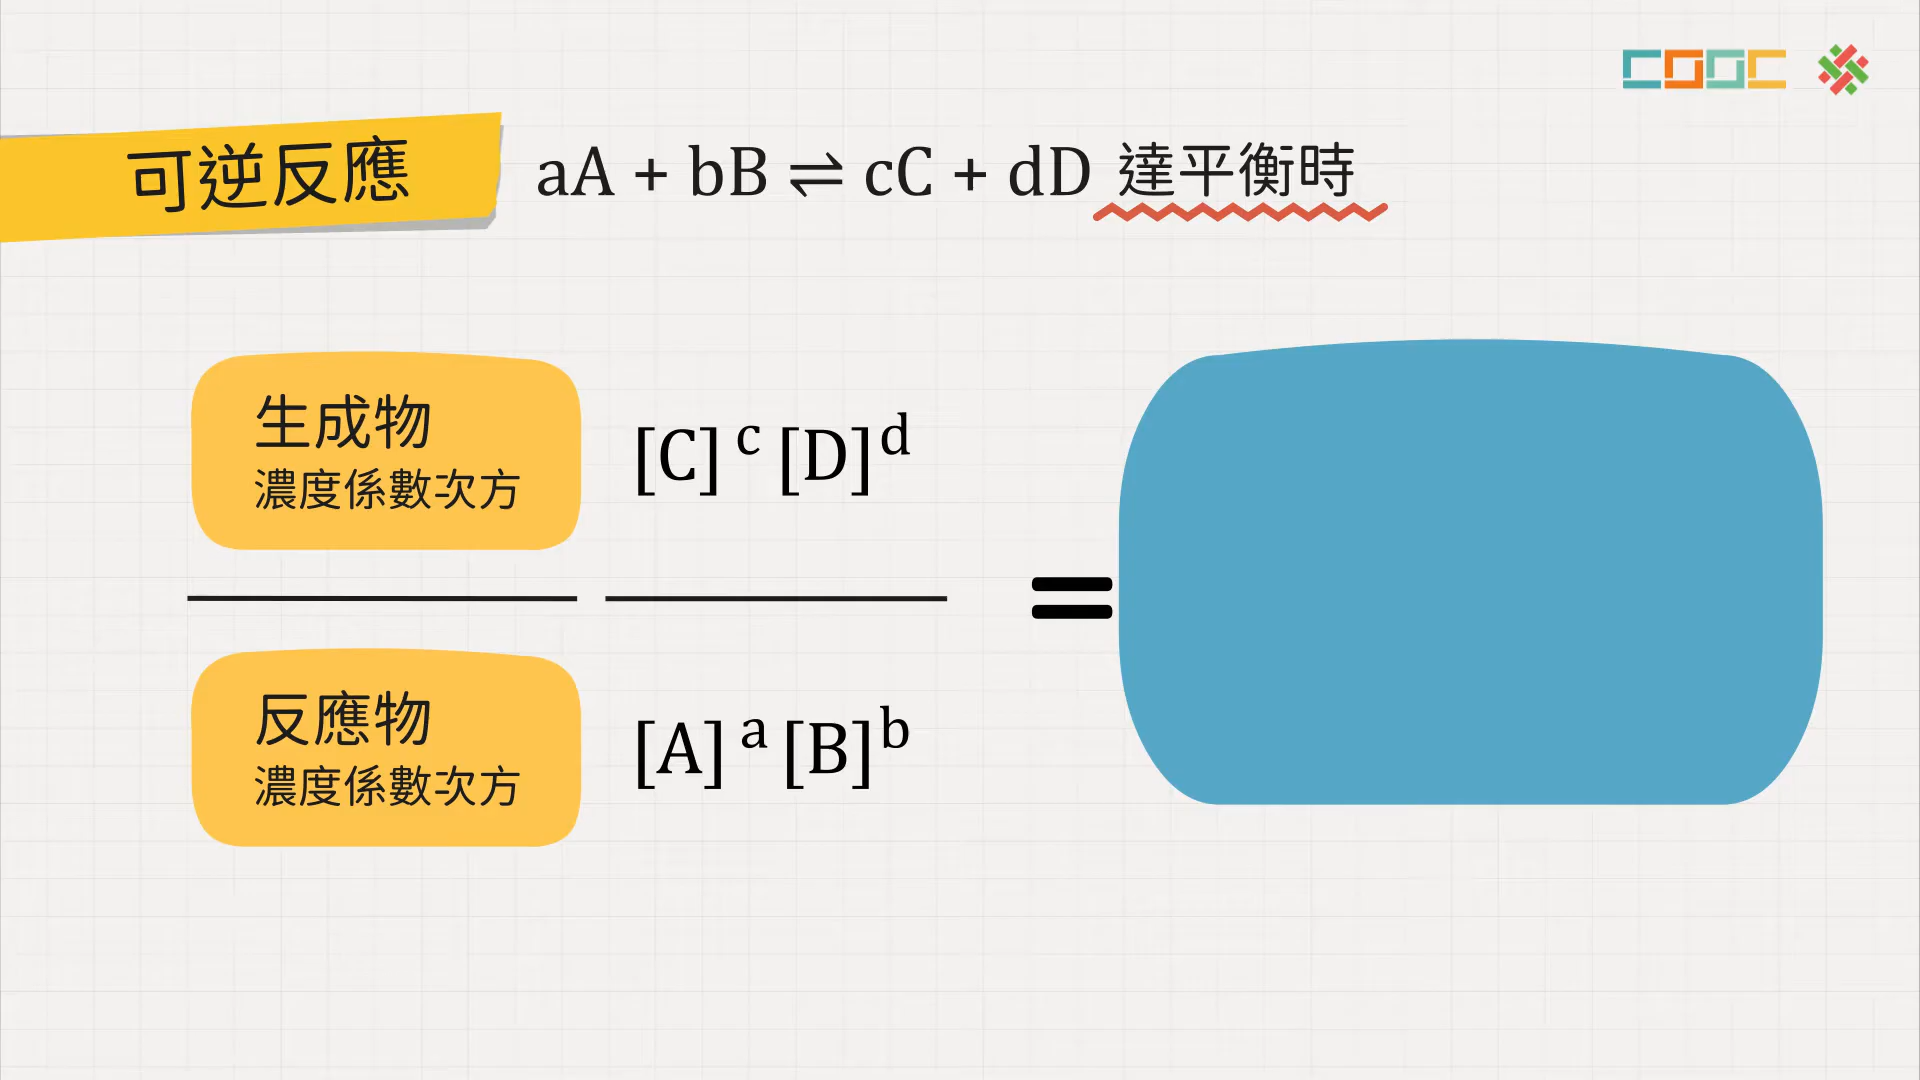 COOC
可逆反應 aA + bB ⇌ cC + dD 達平衡時
生成物
濃度係數次方
[C]ᶜ [D]ᵈ
=
反應物
濃度係數次方
[A]ᵃ [B]ᵇ